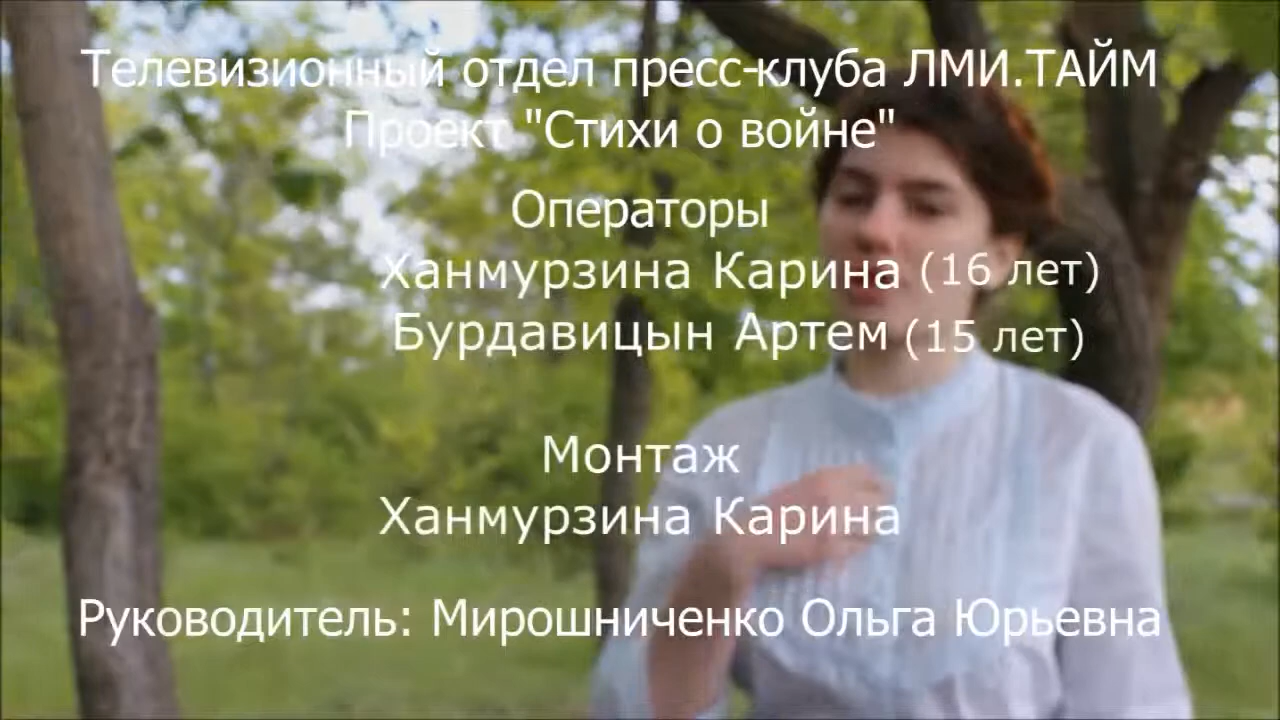 Телевизионный отдел пресс-клуба ЛМИ.ТАЙМ
Проект "Стихи о войне"
Операторы
Ханмурзина Карина (16 лет)
Бурдавицын Артем (15 лет)
Монтаж
Ханмурзина Карина
Руководитель: Мирошниченко Ольга Юрьевна